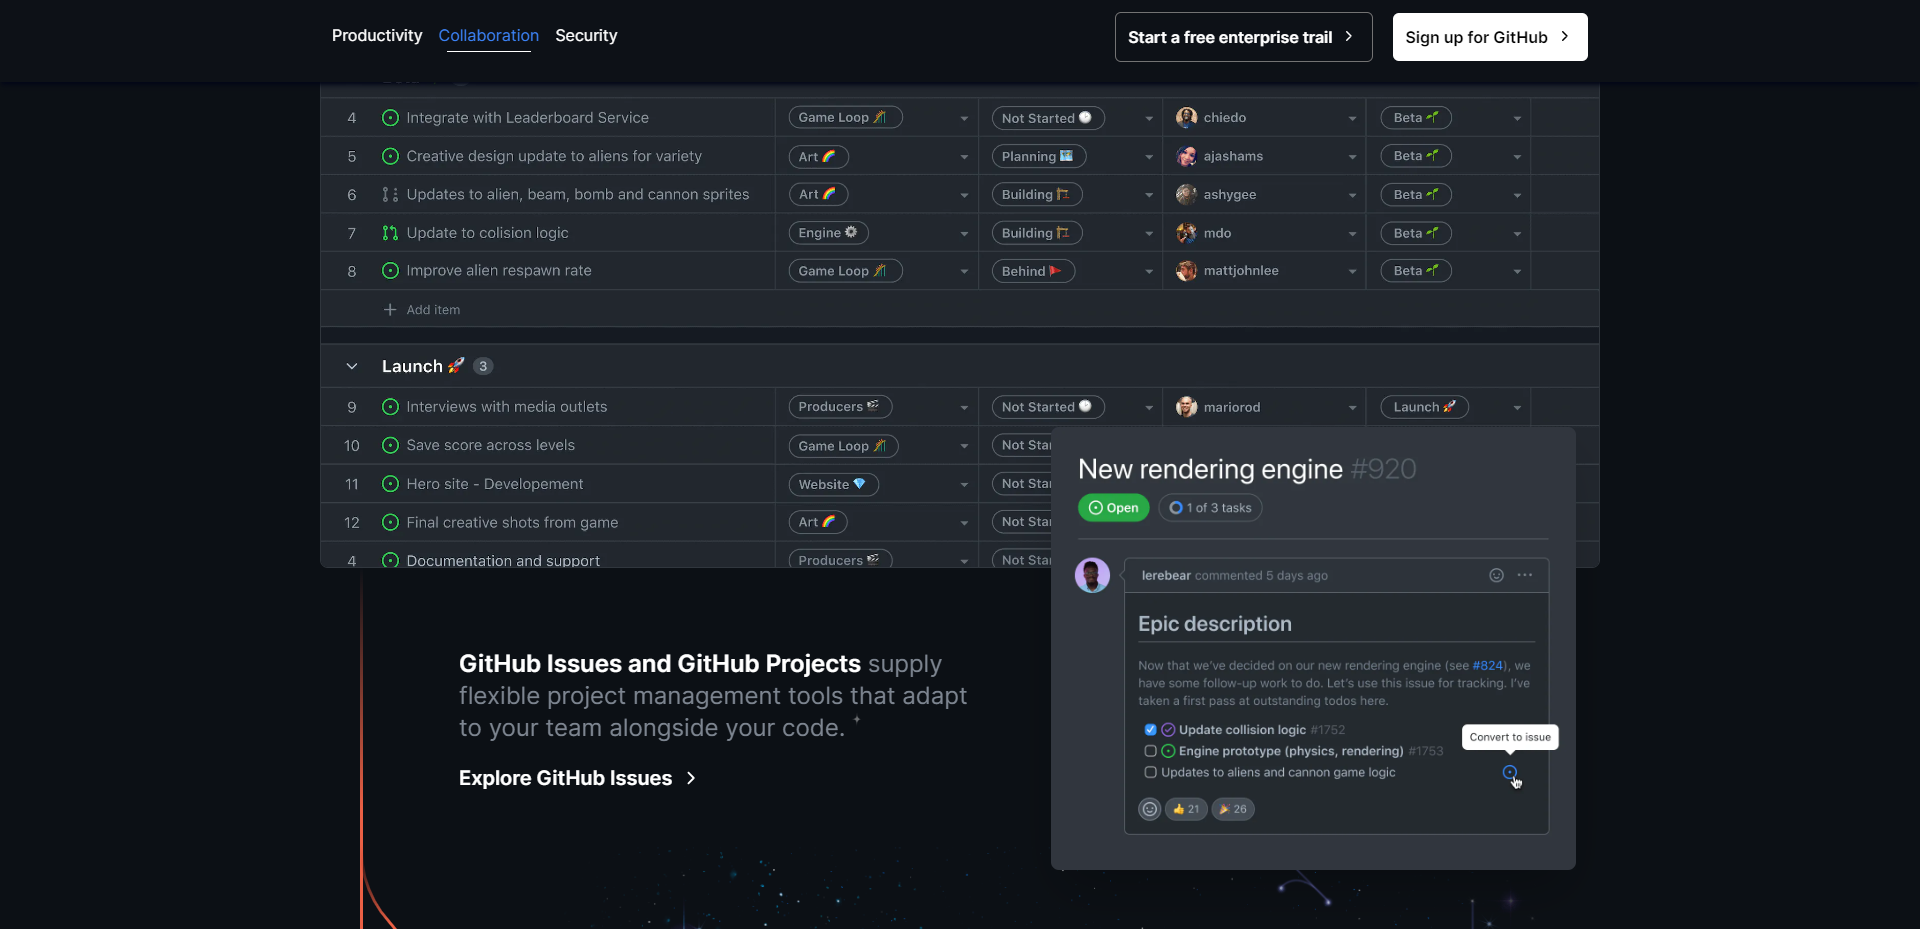 Productivity Collaboration Security Start a free enterprise trail Sign up for GitHub
4 Integrate with Leaderboard Service Game Loop Not Started chiedo Beta
5 Creative design update to aliens for variety Art Planning ajashams Beta
6 Updates to alien, beam, bomb and cannon sprites Art Building ashygee Beta
7 Update to colision logic Engine Building mdo Beta
8 Improve alien respawn rate Game Loop Behind mattjohnlee Beta
Add item
Launch 3
9 Interviews with media outlets Producers Not Started mariorod Launch
10 Save score across levels Game Loop Not Sta
11 Hero site - Developement Website Not Sta
12 Final creative shots from game Art Not Sta
4 Documentation and support Producers Not Sta
New rendering engine #920
Open 1 of 3 tasks
lerebear commented 5 days ago
Epic description
Now that we've decided on our new rendering engine (see #824), we
have some follow-up work to do. Let's use this issue for tracking. I've
taken a first pass at outstanding todos here.
Update collision logic #1752
Convert to issue
Engine prototype (physics, rendering) #1753
Updates to aliens and cannon game logic
21 26
GitHub Issues and GitHub Projects supply
flexible project management tools that adapt
to your team alongside your code.
Explore GitHub Issues